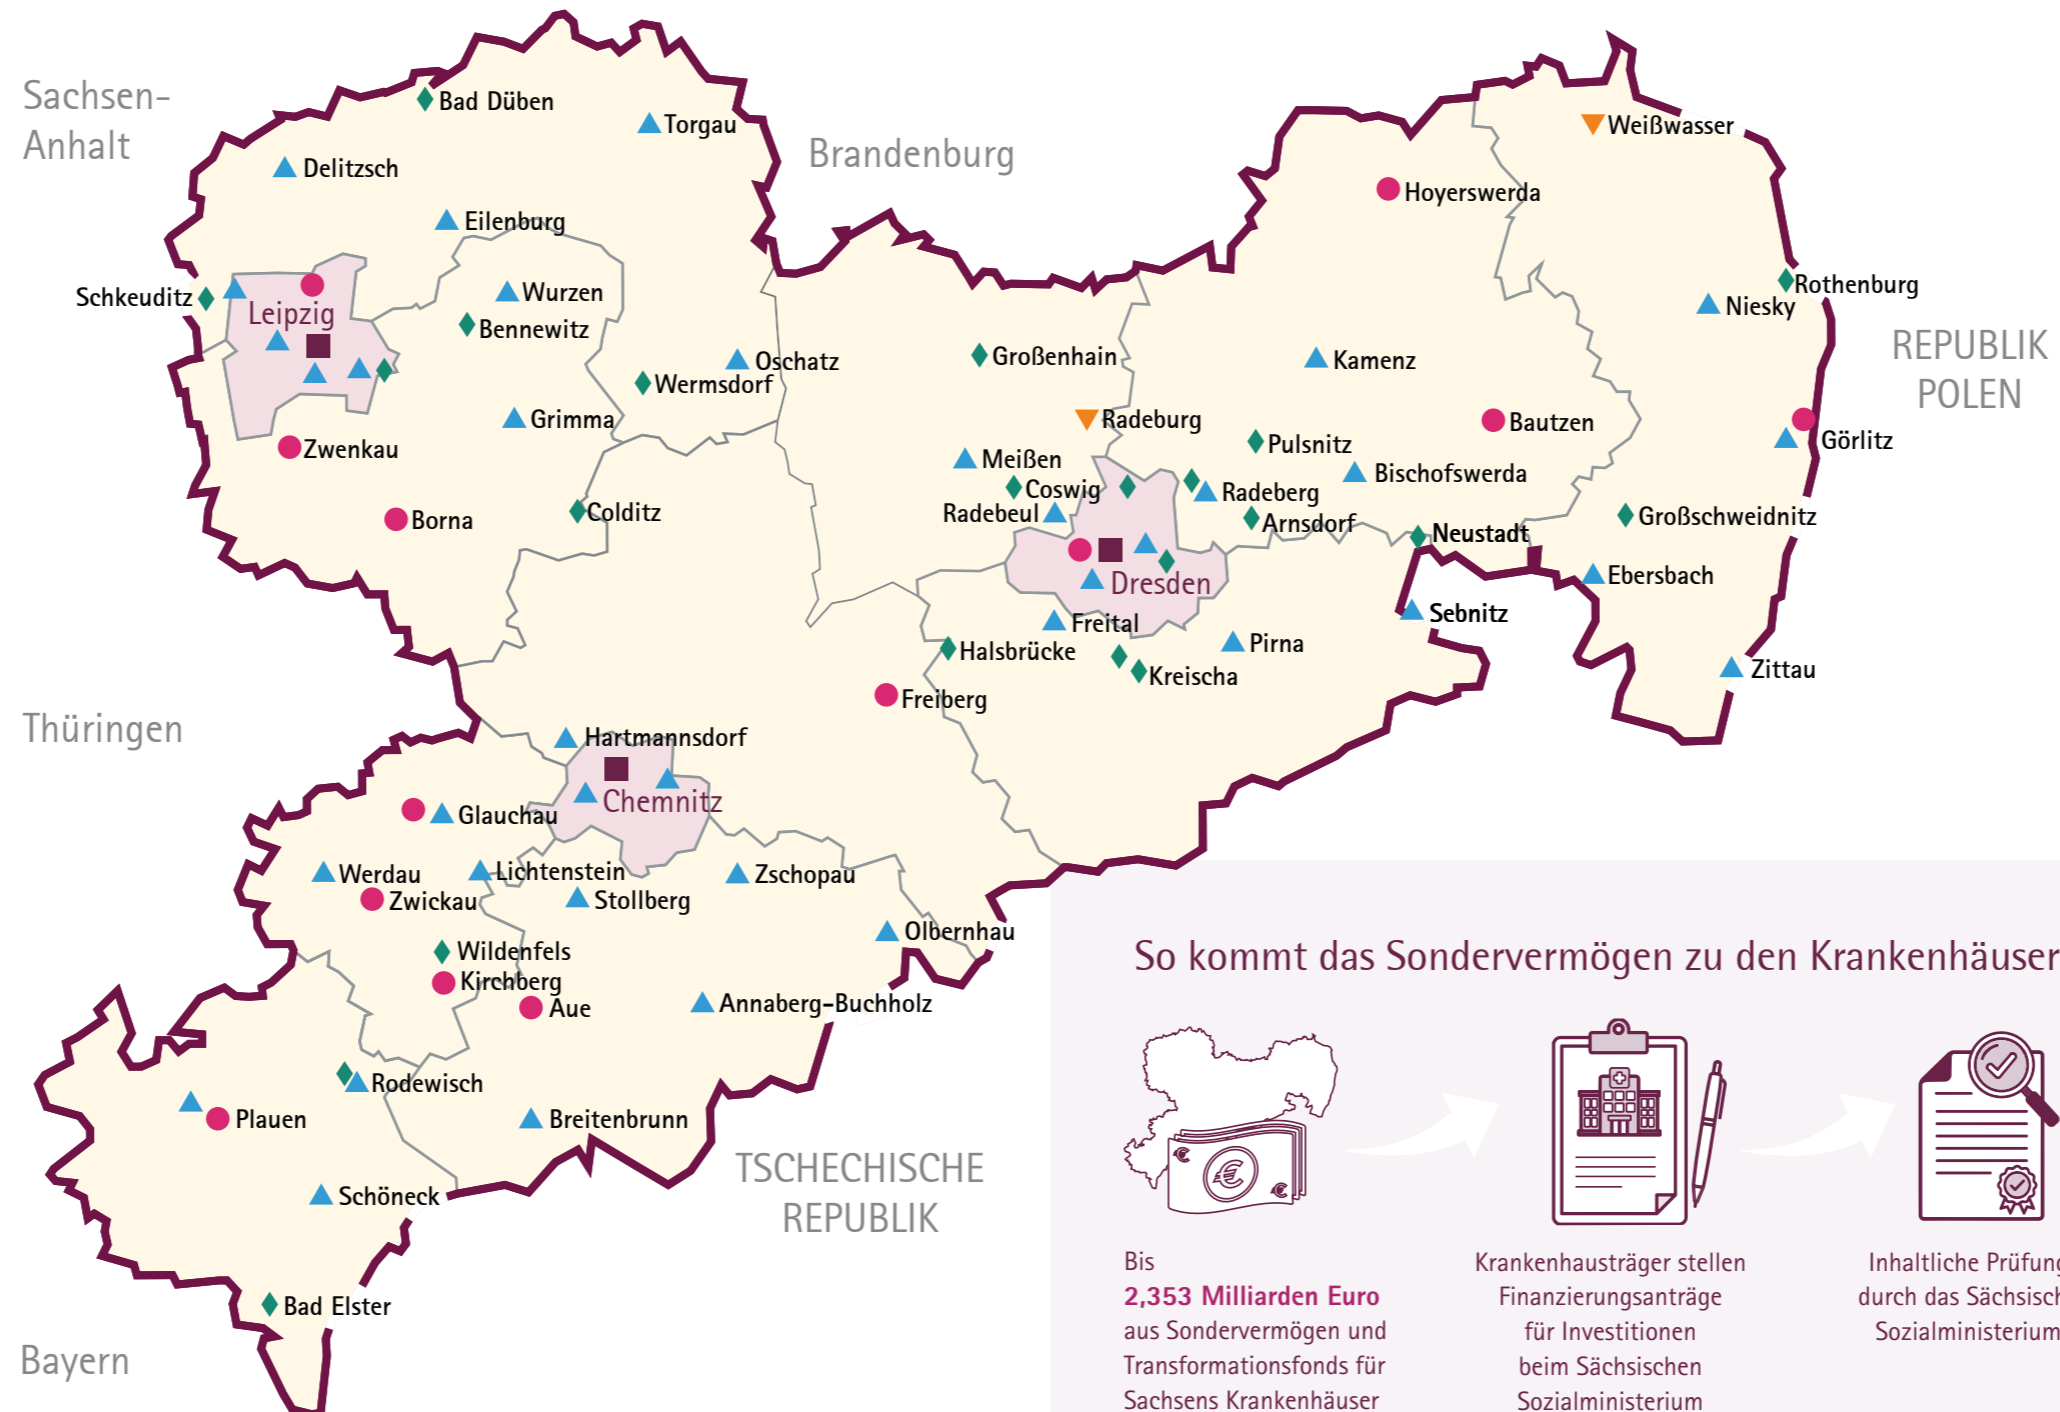 Sachsen-
Anhalt
Bad Düben
Torgau
Brandenburg
Weißwasser
Delitzsch
Hoyerswerda
Eilenburg
Schkeuditz
Leipzig
Wurzen
Bennewitz
Rothenburg
Niesky
REPUBLIK
POLEN
Oschatz
Wermsdorf
Großenhain
Kamenz
Grimma
Radeburg
Bautzen
Görlitz
Zwenkau
Pulsnitz
Meißen
Bischofswerda
Coswig
Radeberg
Radebeul
Arnsdorf
Borna
Colditz
Großschweidnitz
Neustadt
Dresden
Ebersbach
Freital
Sebnitz
Halsbrücke
Pirna
Kreischa
Zittau
Freiberg
Thüringen
Hartmannsdorf
Chemnitz
Glauchau
Werdau
Lichtenstein
Zschopau
Zwickau
Stollberg
Olbernhau
Wildenfels
Kirchberg
Aue
Annaberg-Buchholz
Rodewisch
Plauen
Breitenbrunn
TSCHECHISCHE
REPUBLIK
Schöneck
Bad Elster
Bayern
So kommt das Sondervermögen zu den Krankenhäuser
Bis
2,353 Milliarden Euro
aus Sondervermögen und
Transformationsfonds für
Sachsens Krankenhäuser
Krankenhausträger stellen
Finanzierungsanträge
für Investitionen
beim Sächsischen
Sozialministerium
Inhaltliche Prüfung
durch das Sächsisch
Sozialministerium